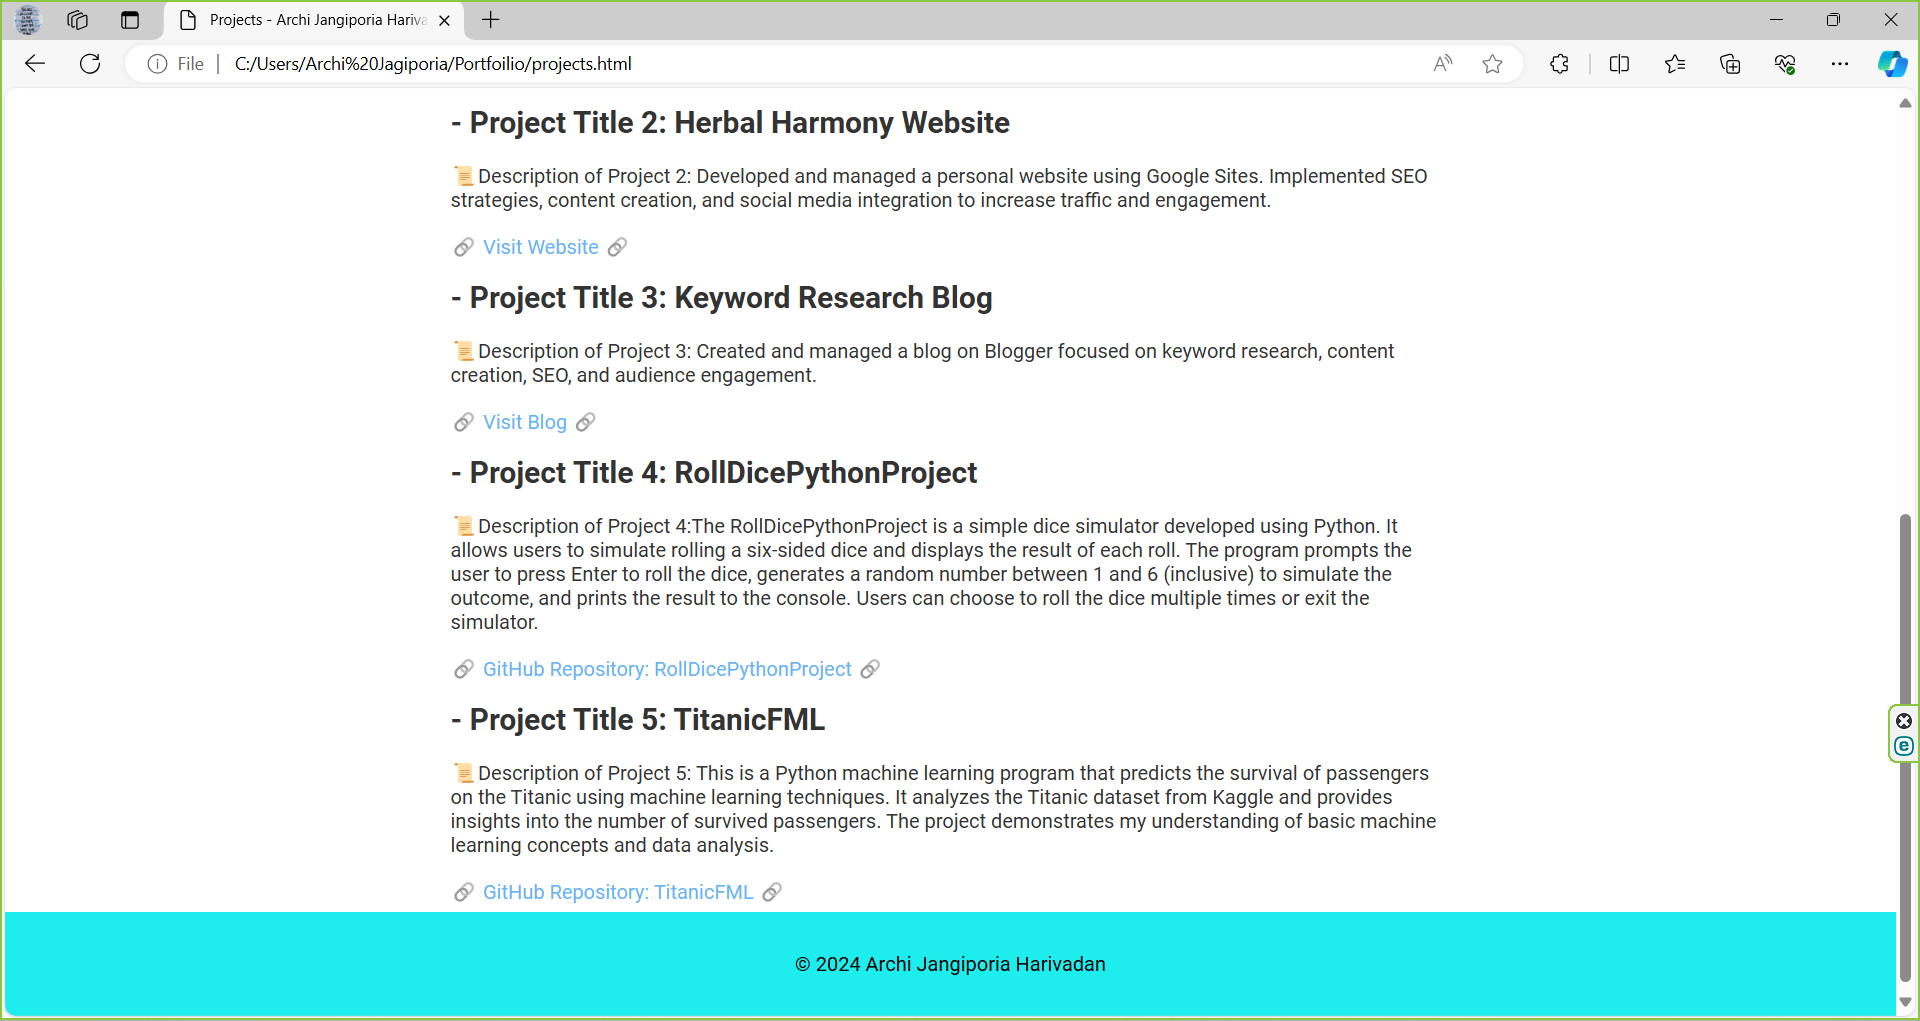 Projects - Archi Jangiporia Hariva
File
C:/Users/Archi%20Jagiporia/Portfoilio/projects.html
- Project Title 2: Herbal Harmony Website
Description of Project 2: Developed and managed a personal website using Google Sites. Implemented SEO
strategies, content creation, and social media integration to increase traffic and engagement.
Visit Website
- Project Title 3: Keyword Research Blog
Description of Project 3: Created and managed a blog on Blogger focused on keyword research, content
creation, SEO, and audience engagement.
Visit Blog
- Project Title 4: RollDicePythonProject
Description of Project 4:The RollDicePythonProject is a simple dice simulator developed using Python. It
allows users to simulate rolling a six-sided dice and displays the result of each roll. The program prompts the
user to press Enter to roll the dice, generates a random number between 1 and 6 (inclusive) to simulate the
outcome, and prints the result to the console. Users can choose to roll the dice multiple times or exit the
simulator.
GitHub Repository: RollDicePythonProject
- Project Title 5: TitanicFML
Description of Project 5: This is a Python machine learning program that predicts the survival of passengers
on the Titanic using machine learning techniques. It analyzes the Titanic dataset from Kaggle and provides
insights into the number of survived passengers. The project demonstrates my understanding of basic machine
learning concepts and data analysis.
GitHub Repository: TitanicFML
© 2024 Archi Jangiporia Harivadan